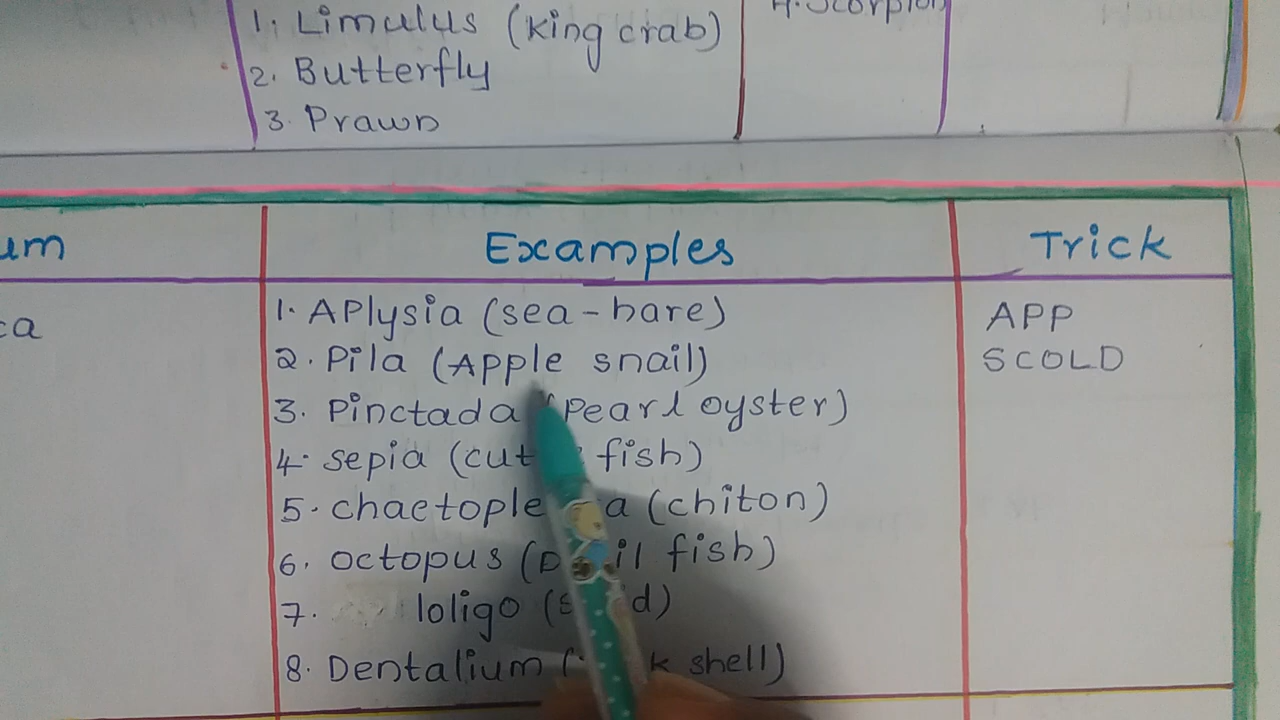 1. Limulus (King crab)
2. Butterfly
3. Prawn
4. Scorpion
um Examples Trick
ca
1. APlysia (sea-hare) APP
2. Pila (Apple snail) SCOLD
3. Pinctada (Pearl oyster)
4. sepia (cut fish)
5. chaetople a (chiton)
6. octopus (D il fish)
7. loligo (S d)
8. Dentalium ( k shell)